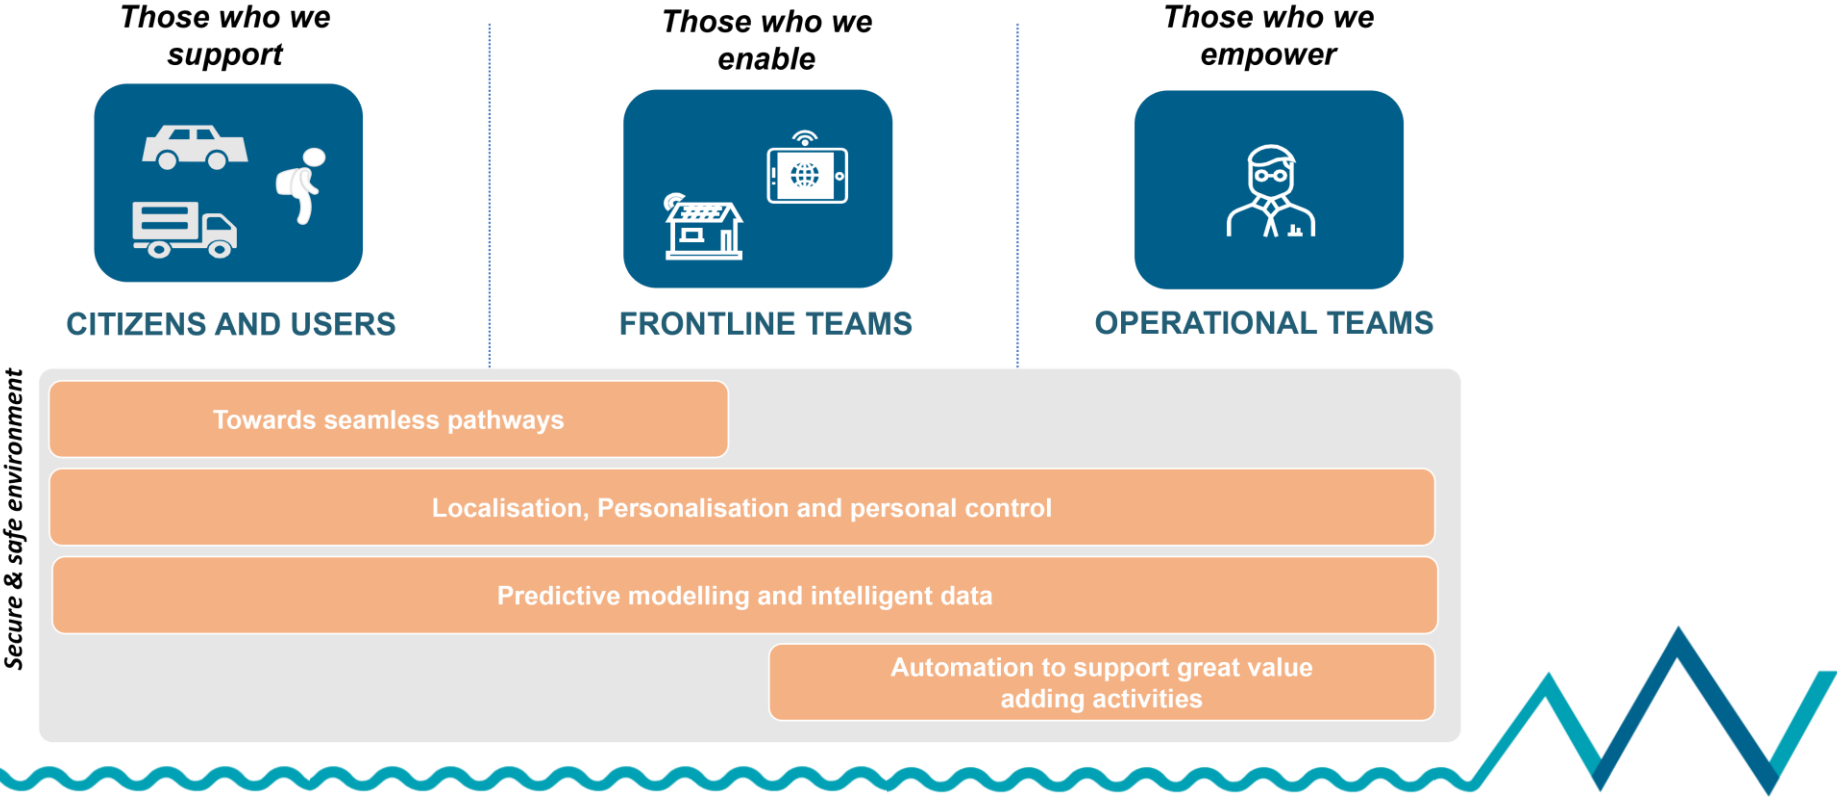 Those who we
support
Those who we
enable
Those who we
empower
CITIZENS AND USERS
FRONTLINE TEAMS
OPERATIONAL TEAMS
Secure & safe environment
Towards seamless pathways
Localisation, Personalisation and personal control
Predictive modelling and intelligent data
Automation to support great value
adding activities